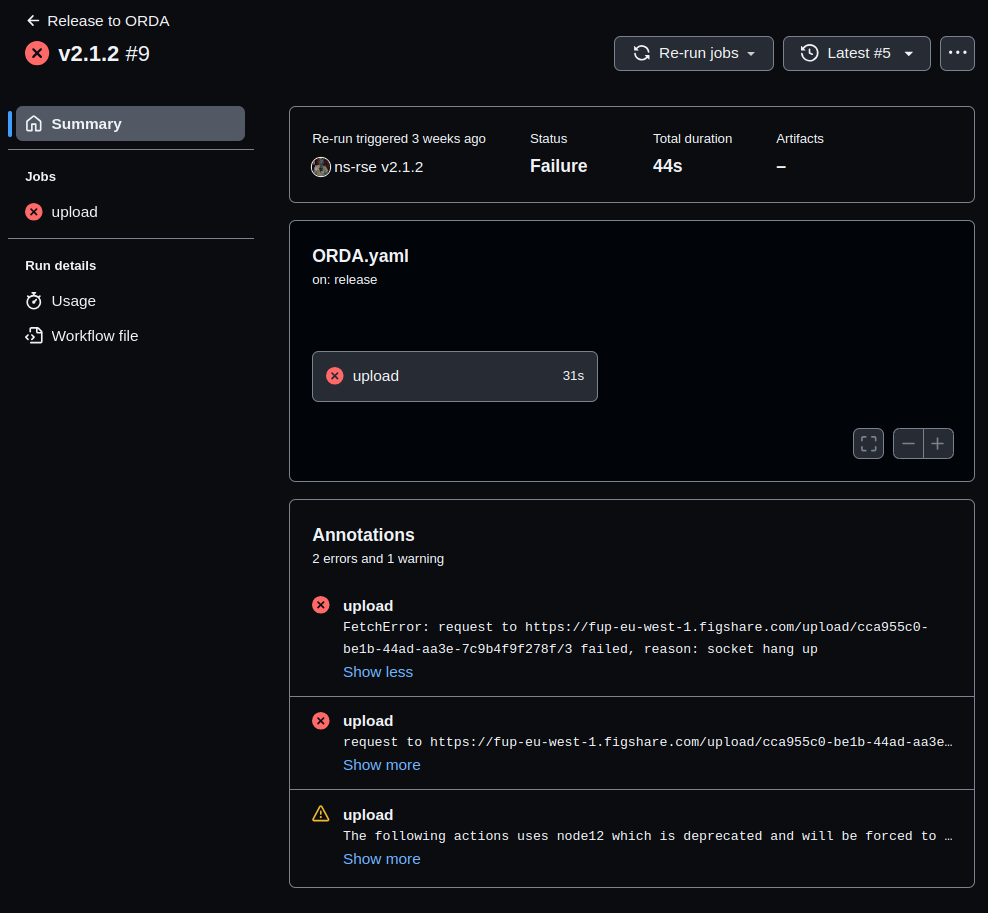 Release to ORDA
v2.1.2 #9
Re-run jobs
Latest #5
Summary
Jobs
upload
Run details
Usage
Workflow file
Re-run triggered 3 weeks ago
ns-rse v2.1.2
Status
Failure
Total duration
44s
Artifacts
–
ORDA.yaml
on: release
upload 31s
Annotations
2 errors and 1 warning
upload
FetchError: request to https://fup-eu-west-1.figshare.com/upload/cca955c0-
be1b-44ad-aa3e-7c9b4f9f278f/3 failed, reason: socket hang up
Show less
upload
request to https://fup-eu-west-1.figshare.com/upload/cca955c0-be1b-44ad-aa3e…
Show more
upload
The following actions uses node12 which is deprecated and will be forced to …
Show more